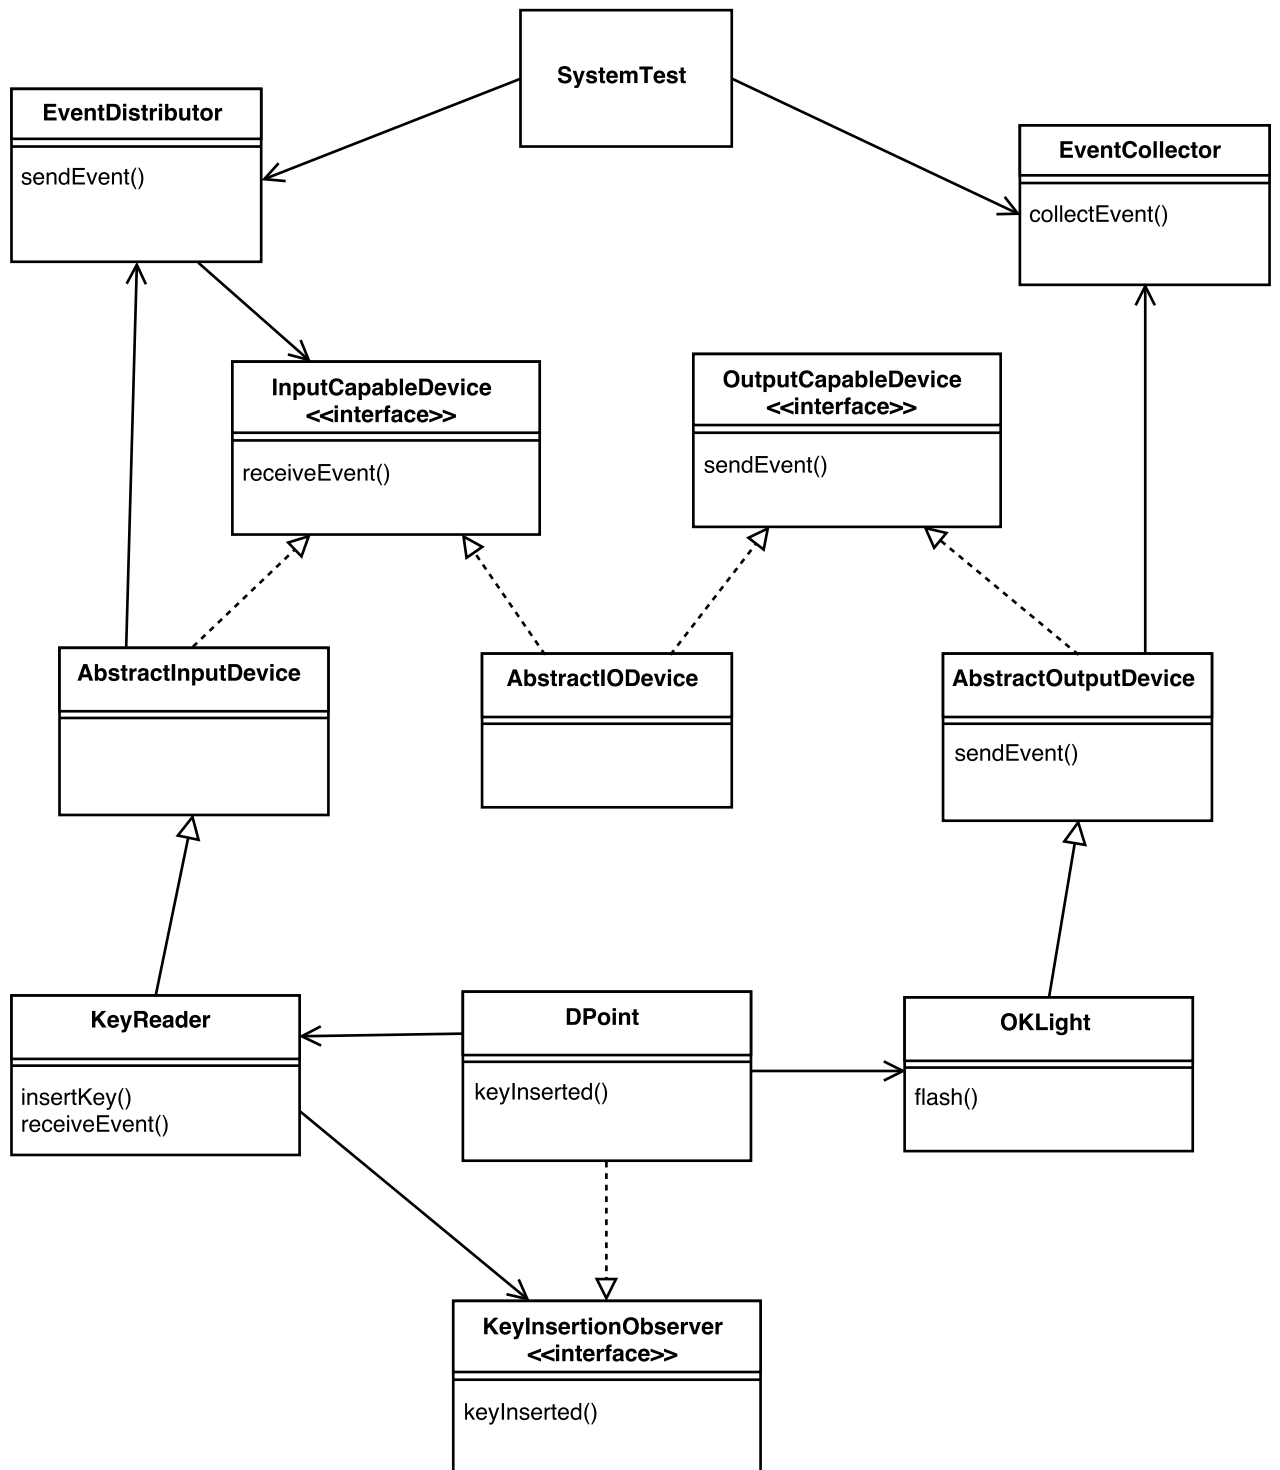 SystemTest
EventDistributor
sendEvent()
EventCollector
collectEvent()
InputCapableDevice
<<interface>>
receiveEvent()
OutputCapableDevice
<<interface>>
sendEvent()
AbstractInputDevice
AbstractIODevice
AbstractOutputDevice
sendEvent()
KeyReader
insertKey()
receiveEvent()
DPoint
keyInserted()
OKLight
flash()
KeyInsertionObserver
<<interface>>
keyInserted()